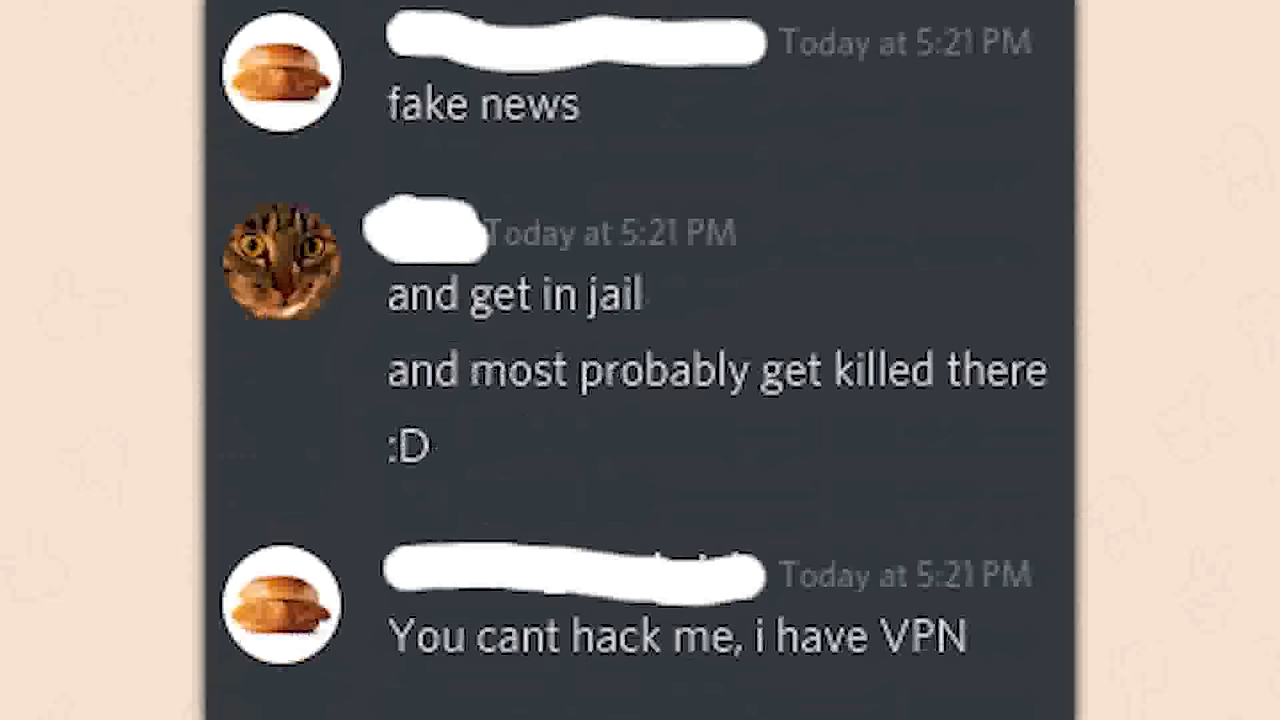 Today at 5:21 PM
fake news
Today at 5:21 PM
and get in jail
and most probably get killed there
:D
Today at 5:21 PM
You cant hack me, i have VPN